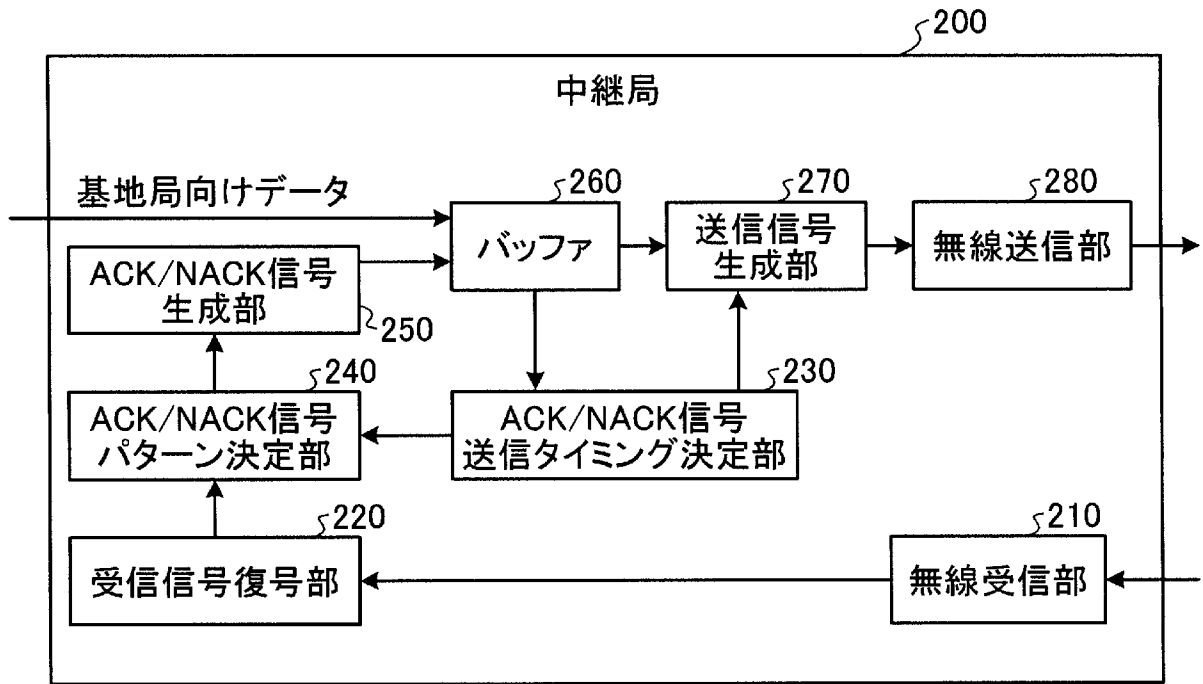 200
中継局
基地局向けデータ
260
バッファ
270
送信信号
生成部
280
無線送信部
ACK/NACK信号
生成部
250
240
ACK/NACK信号
パターン決定部
230
ACK/NACK信号
送信タイミング決定部
220
受信信号復号部
210
無線受信部